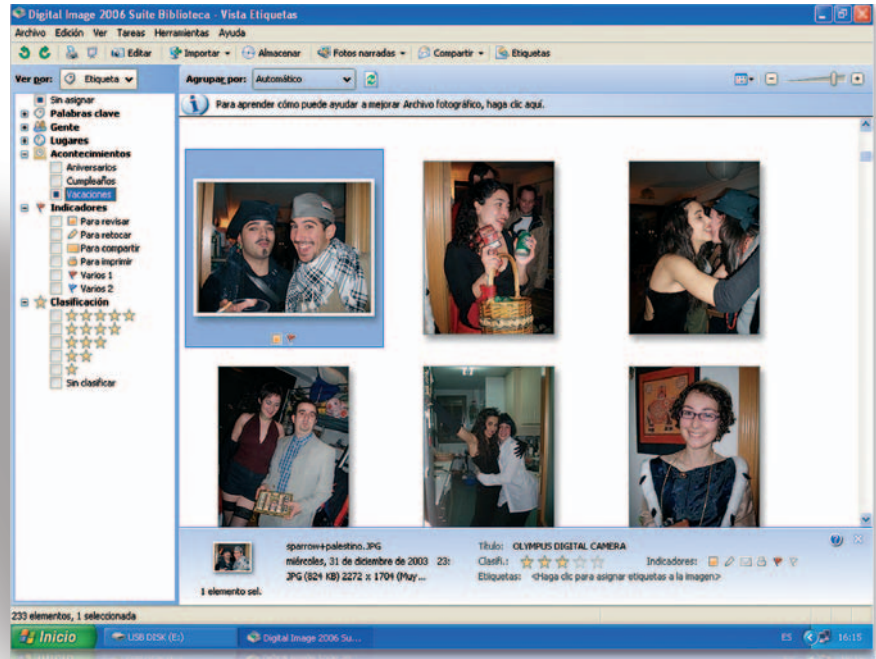 Digital Image 2006 Suite Biblioteca - Vista Etiquetas
Archivo Edición Ver Tareas Herramientas Ayuda
Editar Importar Almacenar Fotos narradas Compartir Etiquetas
Ver por: Etiqueta Agrupar por: Automático
Para aprender cómo puede ayudar a mejorar Archivo fotográfico, haga clic aquí.
Sin asignar
Palabras clave
Gente
Lugares
Acontecimientos
Aniversarios
Cumpleaños
Vacaciones
Indicadores
Para revisar
Para retocar
Para compartir
Para imprimir
Varios 1
Varios 2
Clasificación
Sin clasificar
sparrow+palestino.JPG
miércoles, 31 de diciembre de 2003 23:
JPG (824 KB) 2272 x 1704 (Muy ...
1 elemento sel.
Título: OLYMPUS DIGITAL CAMERA
Clasifi.: Indicadores:
Etiquetas: <Haga clic para asignar etiquetas a la imagen>
233 elementos, 1 seleccionada
Inicio USB DISK (E:) Digital Image 2006 Su... ES 16:15